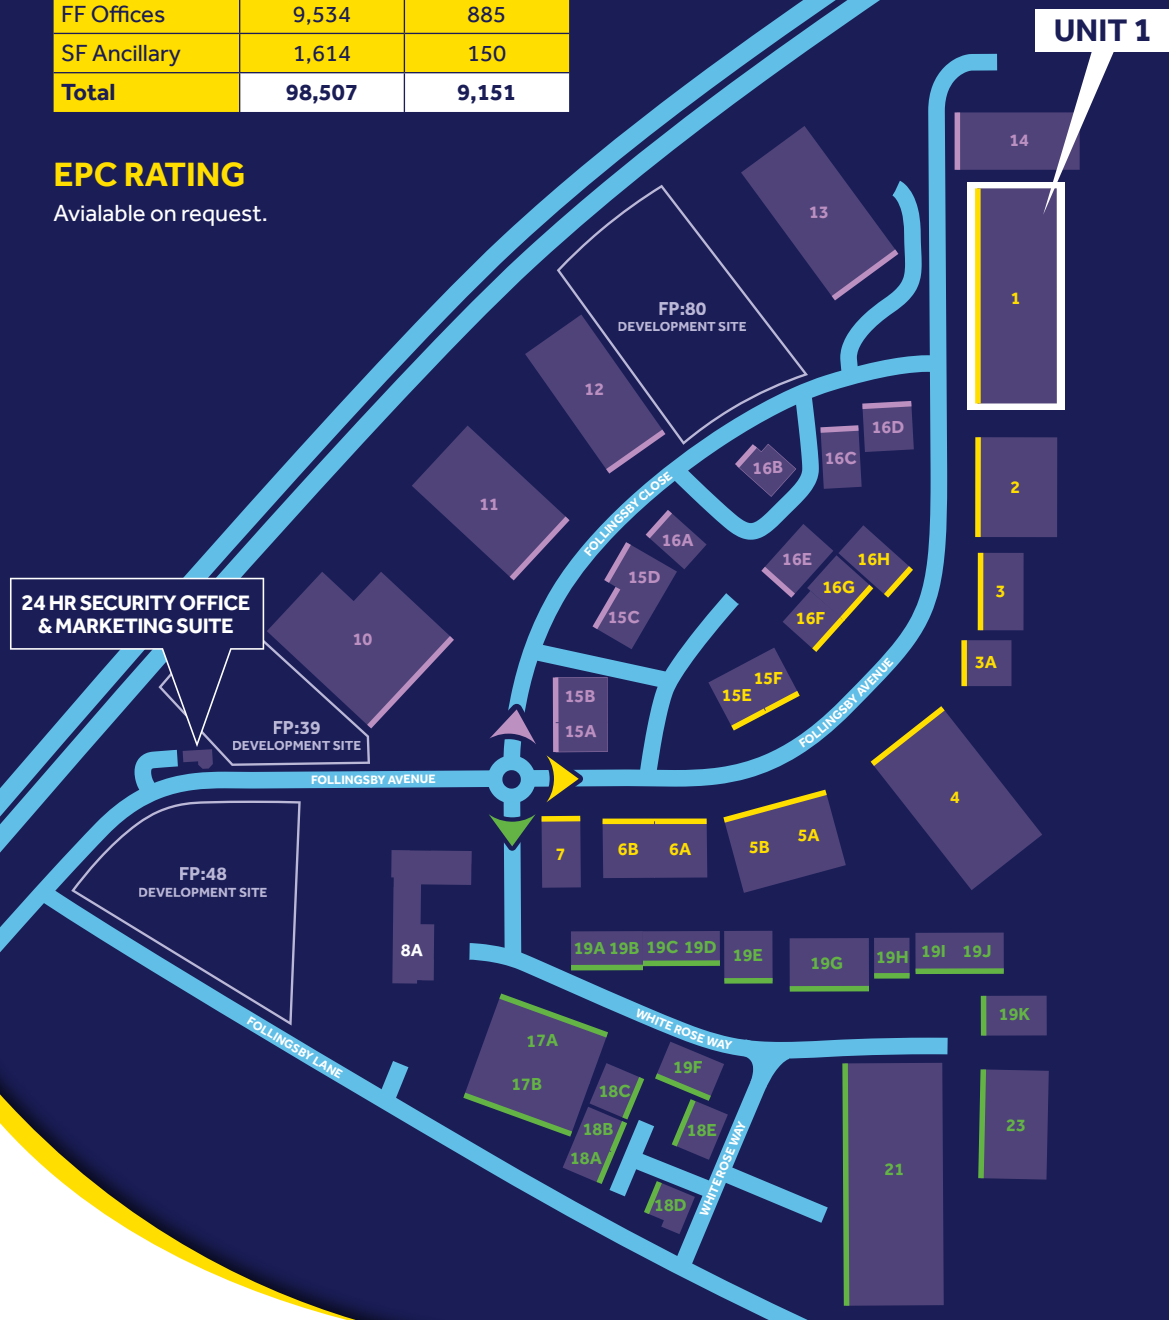 FF Offices 9,534 885
SF Ancillary 1,614 150
Total 98,507 9,151
EPC RATING
Avialable on request.
UNIT 1
14
13
1
FP:80
DEVELOPMENT SITE
12
16D
16C
16B
2
11
FOLLINGSBY CLOSE
16A
16E
16H
15D
16G
3
15C
16F
24 HR SECURITY OFFICE
& MARKETING SUITE
10
3A
15F
15B
15E
15A
FOLLINGSBY AVENUE
FP:39
DEVELOPMENT SITE
FOLLINGSBY AVENUE
4
7
6B
6A
5B
5A
FP:48
DEVELOPMENT SITE
8A
19A 19B 19C 19D
19E
19G
19H
19I 19J
19K
WHITE ROSE WAY
FOLLINGSBY LANE
17A
17B
19F
18C
18B
18E
18A
18D
WHITE ROSE WAY
21
23